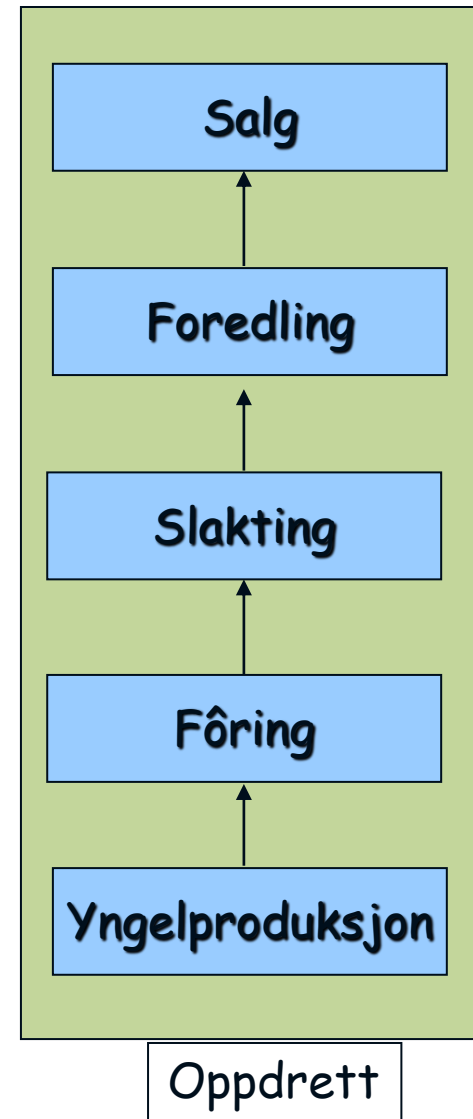 Salg
Foredling
Slakting
Fôring
Yngelproduksjon
Oppdrett